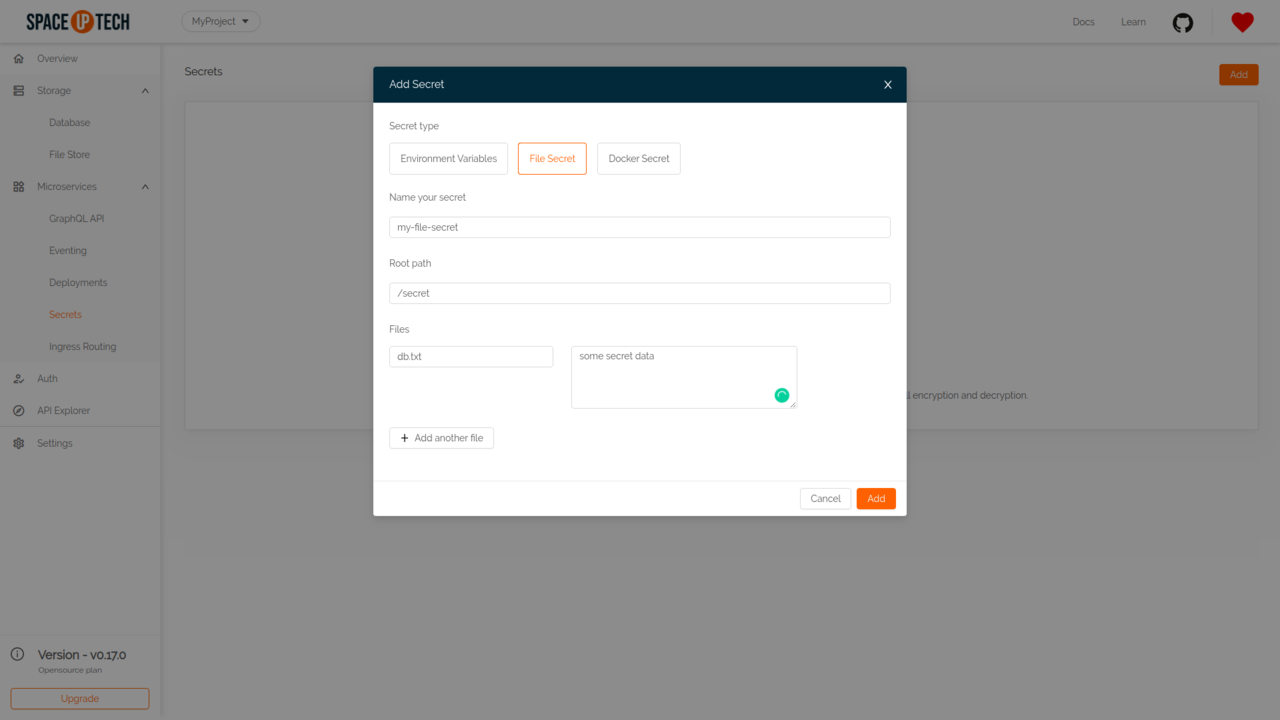 SPACE UP TECH
MyProject
Docs
Learn
Overview
Storage
Database
File Store
Microservices
GraphQL API
Eventing
Deployments
Secrets
Ingress Routing
Auth
API Explorer
Settings
Version - v0.17.0
Opensource plan
Upgrade
Secrets
Add
encryption and decryption.
Add Secret
X
Secret type
Environment Variables
File Secret
Docker Secret
Name your secret
my-file-secret
Root path
/secret
Files
db.txt
some secret data
+ Add another file
Cancel
Add